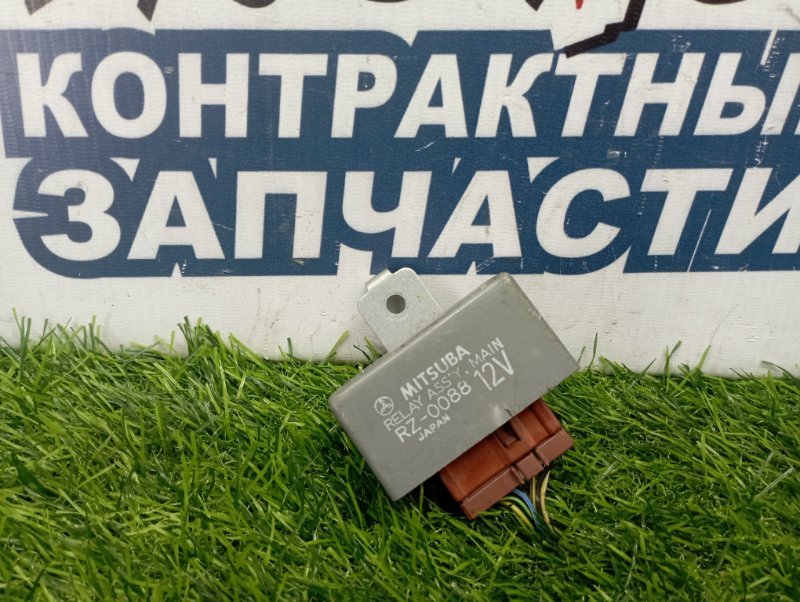 КОНТРАКТНЫ
ЗАПЧАСТИ
MITSUBA
RELAY ASS'Y, MAIN
RZ-0088 12V
JAPAN